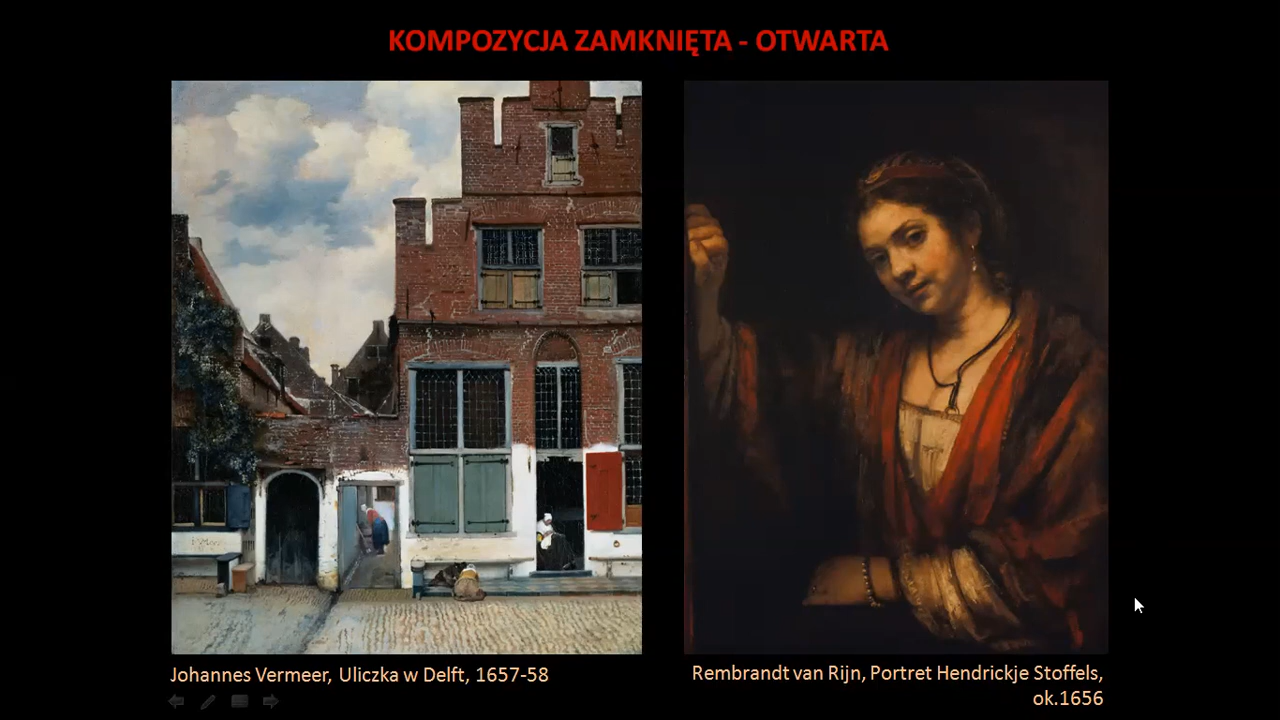 KOMPOZYCJA ZAMKNIĘTA - OTWARTA
Johannes Vermeer, Uliczka w Delft, 1657-58
Rembrandt van Rijn, Portret Hendrickje Stoffels,
ok.1656